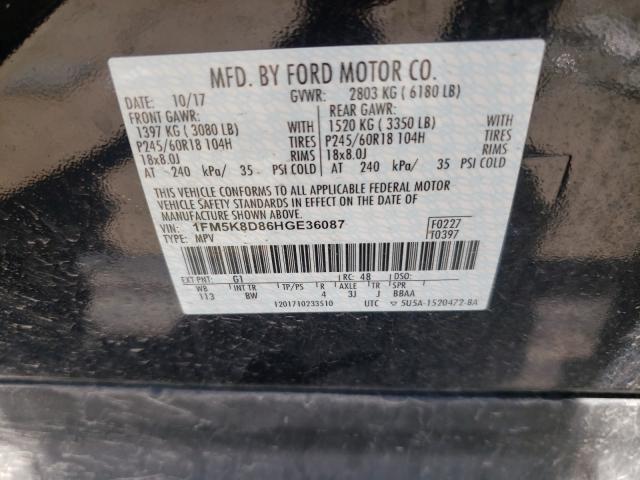 MFD. BY FORD MOTOR CO.
DATE: 10/17 GVWR: 2803 KG ( 6180 LB)
FRONT GAWR: REAR GAWR:
1397 KG ( 3080 LB) WITH 1520 KG ( 3350 LB) WITH
P245/60R18 104H TIRES P245/60R18 104H TIRES
18x8.0J RIMS 18x8.0J RIMS
AT 240 kPa/ 35 PSI COLD AT 240 kPa/ 35 PSI COLD
THIS VEHICLE CONFORMS TO ALL APPLICABLE FEDERAL MOTOR
VEHICLE SAFETY STANDARDS IN EFFECT ON THE DATE OF
MANUFACTURE SHOWN ABOVE.
1FM5K8D86HGE36087 F0227
TYPE: MPV T0397
EXT PNT: G1 RC: 48 DSO:
WB INT TR TP/PS R AXLE TR SPR
113 BW 4 3J J BBAA
1201710233510 UTC 5U5A-1520472-BA